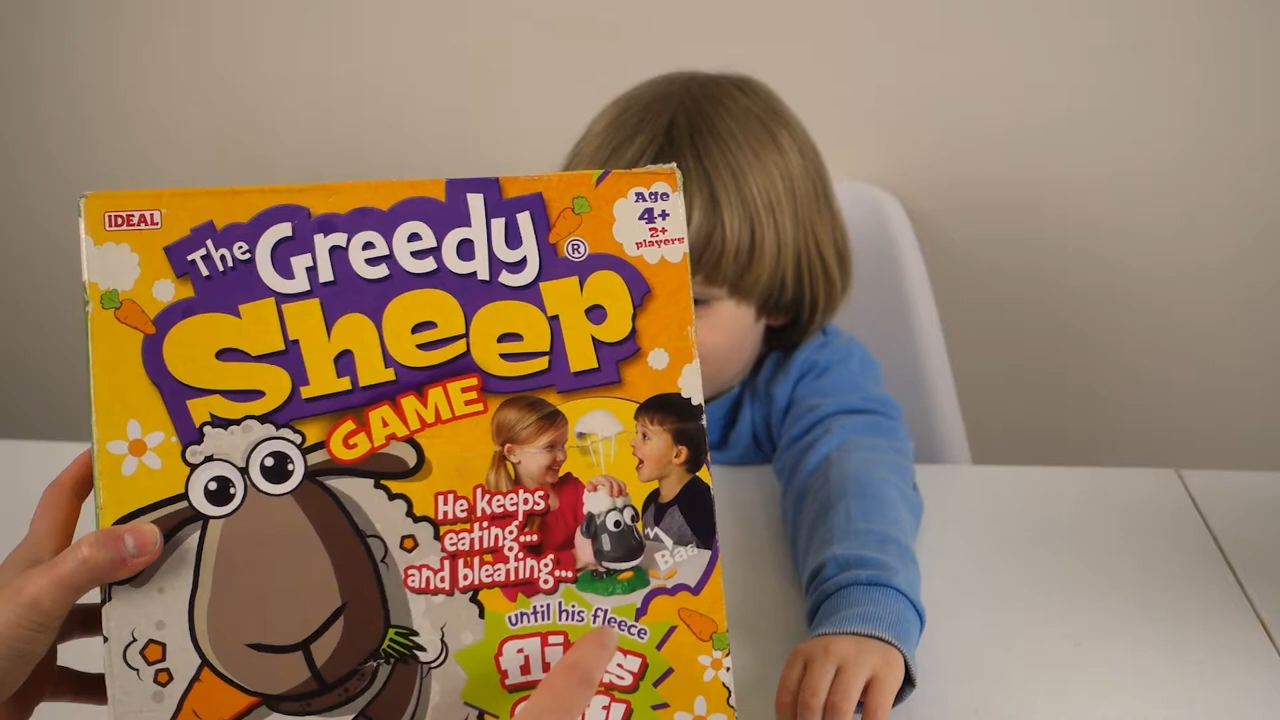 IDEAL
The Greedy
Sheep
®
GAME
Age
4+
2+
players
He keeps
eating...
and bleating...
Baa
until his fleece